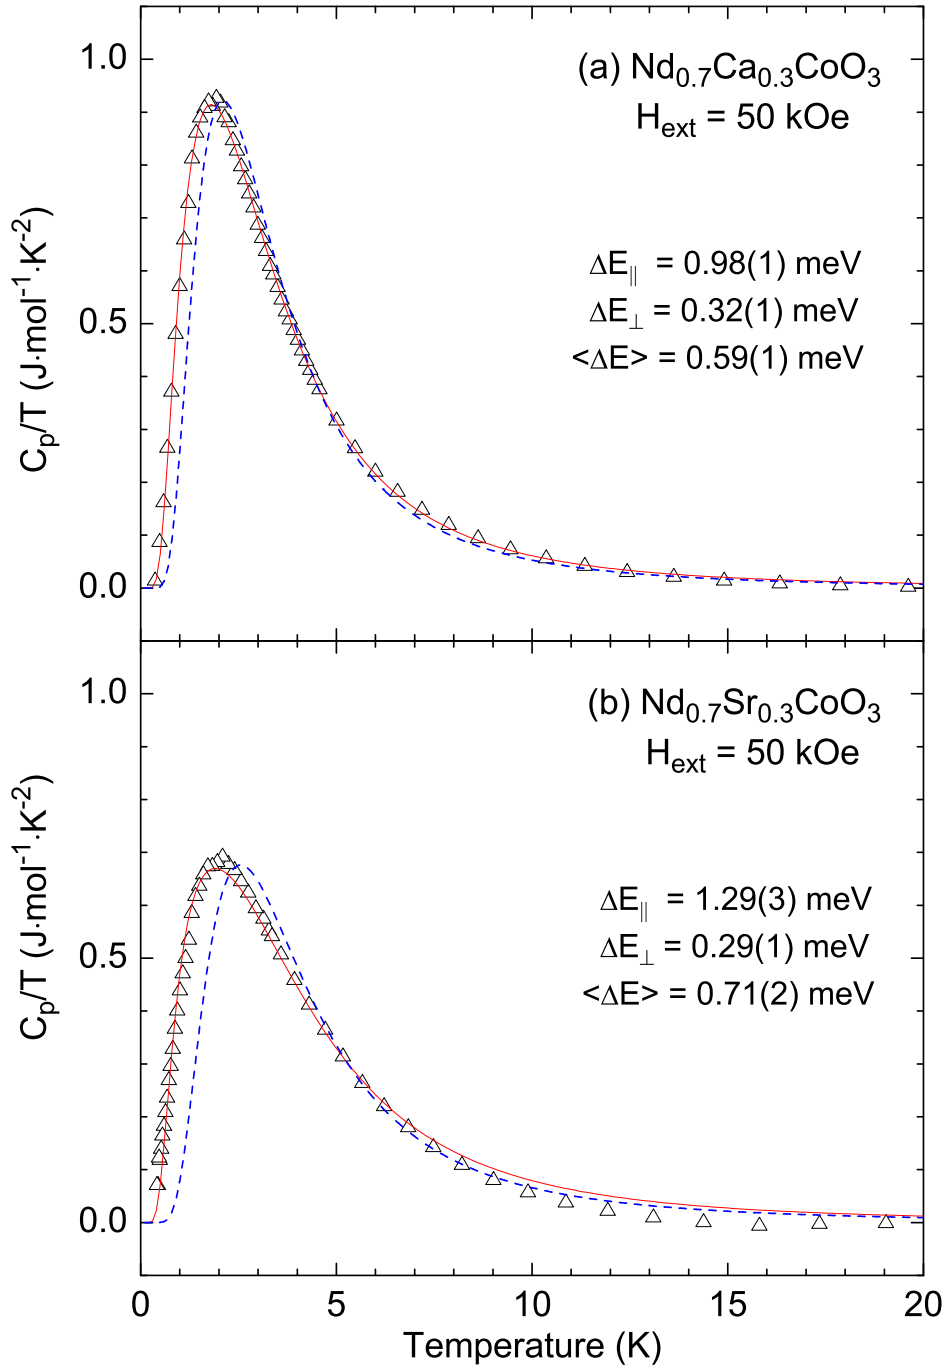 (a) Nd0.7Ca0.3CoO3
Hext = 50 kOe
ΔE∥ = 0.98(1) meV
ΔE⊥ = 0.32(1) meV
<ΔE> = 0.59(1) meV
1.0
0.5
0.0
Cp/T (J·mol-1·K-2)
(b) Nd0.7Sr0.3CoO3
Hext = 50 kOe
ΔE∥ = 1.29(3) meV
ΔE⊥ = 0.29(1) meV
<ΔE> = 0.71(2) meV
1.0
0.5
0.0
Cp/T (J·mol-1·K-2)
0 5 10 15 20
Temperature (K)